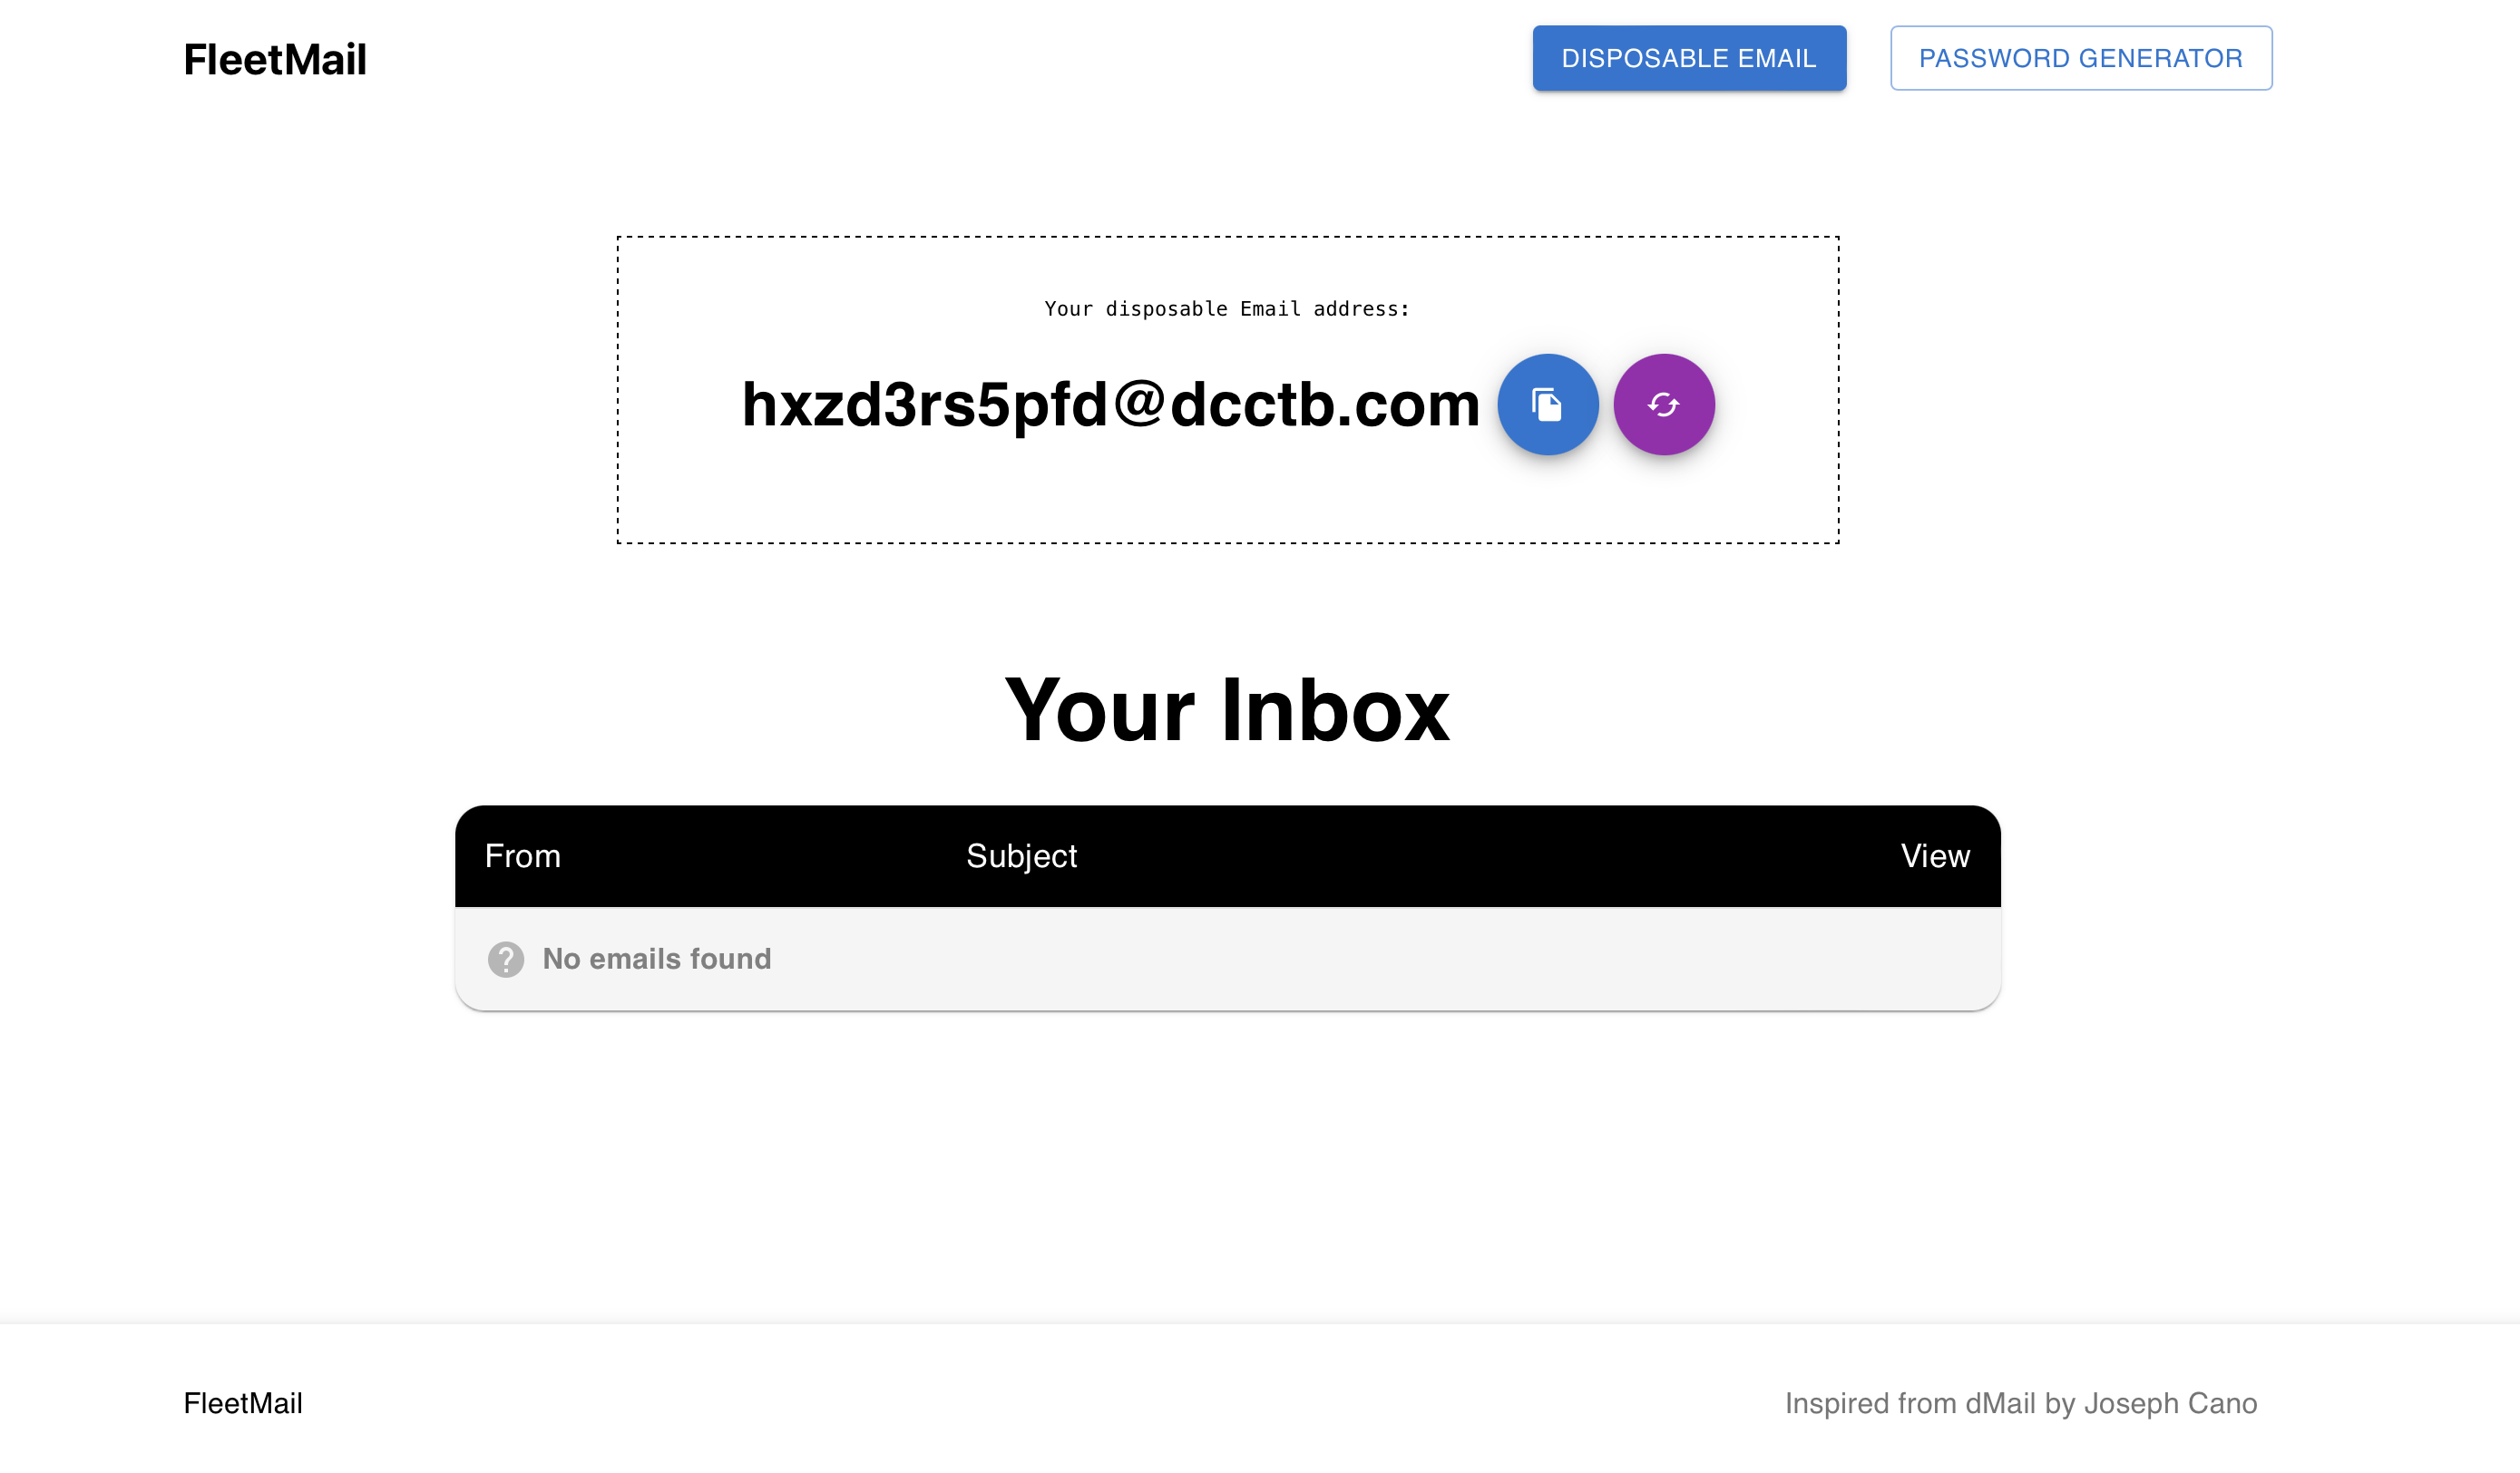 FleetMail
DISPOSABLE EMAIL
PASSWORD GENERATOR
Your disposable Email address:
hxzd3rs5pfd@dcctb.com
Your Inbox
From Subject View
No emails found
FleetMail
Inspired from dMail by Joseph Cano